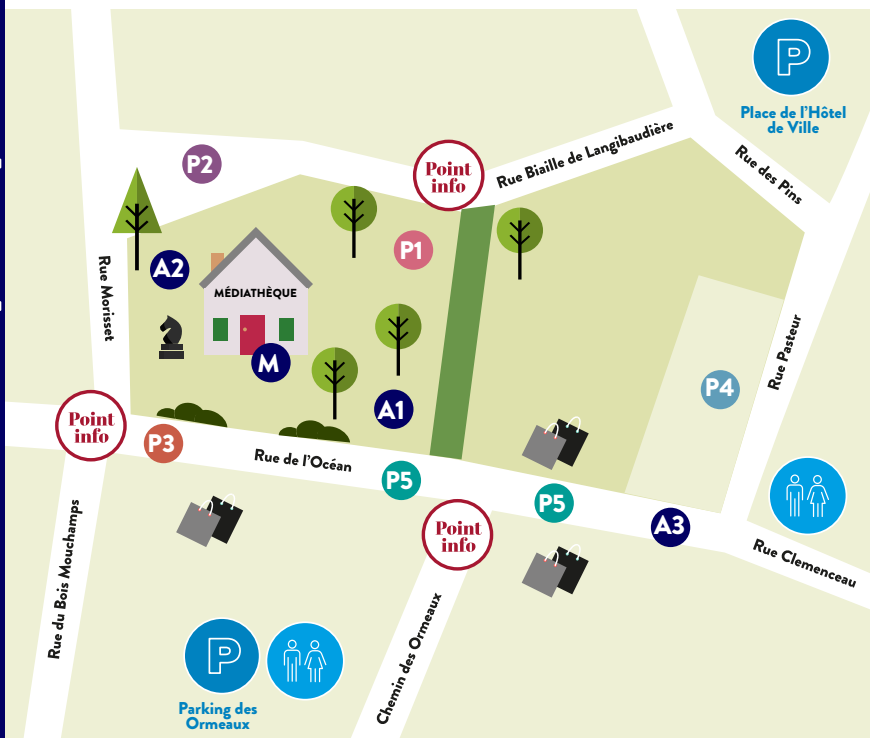 P
Place de l'Hôtel
de Ville
Rue Biaille de Langibaudière
Rue des Pins
P2
Point
info
P1
A2
Rue Morisset
MÉDIATHÈQUE
M
A1
P4
Rue Pasteur
Point
info
P3
Rue de l'Océan
P5
P5
A3
Point
info
Rue Clemenceau
Rue du Bois Mouchamps
Chemin des Ormeaux
P
Parking des
Ormeaux